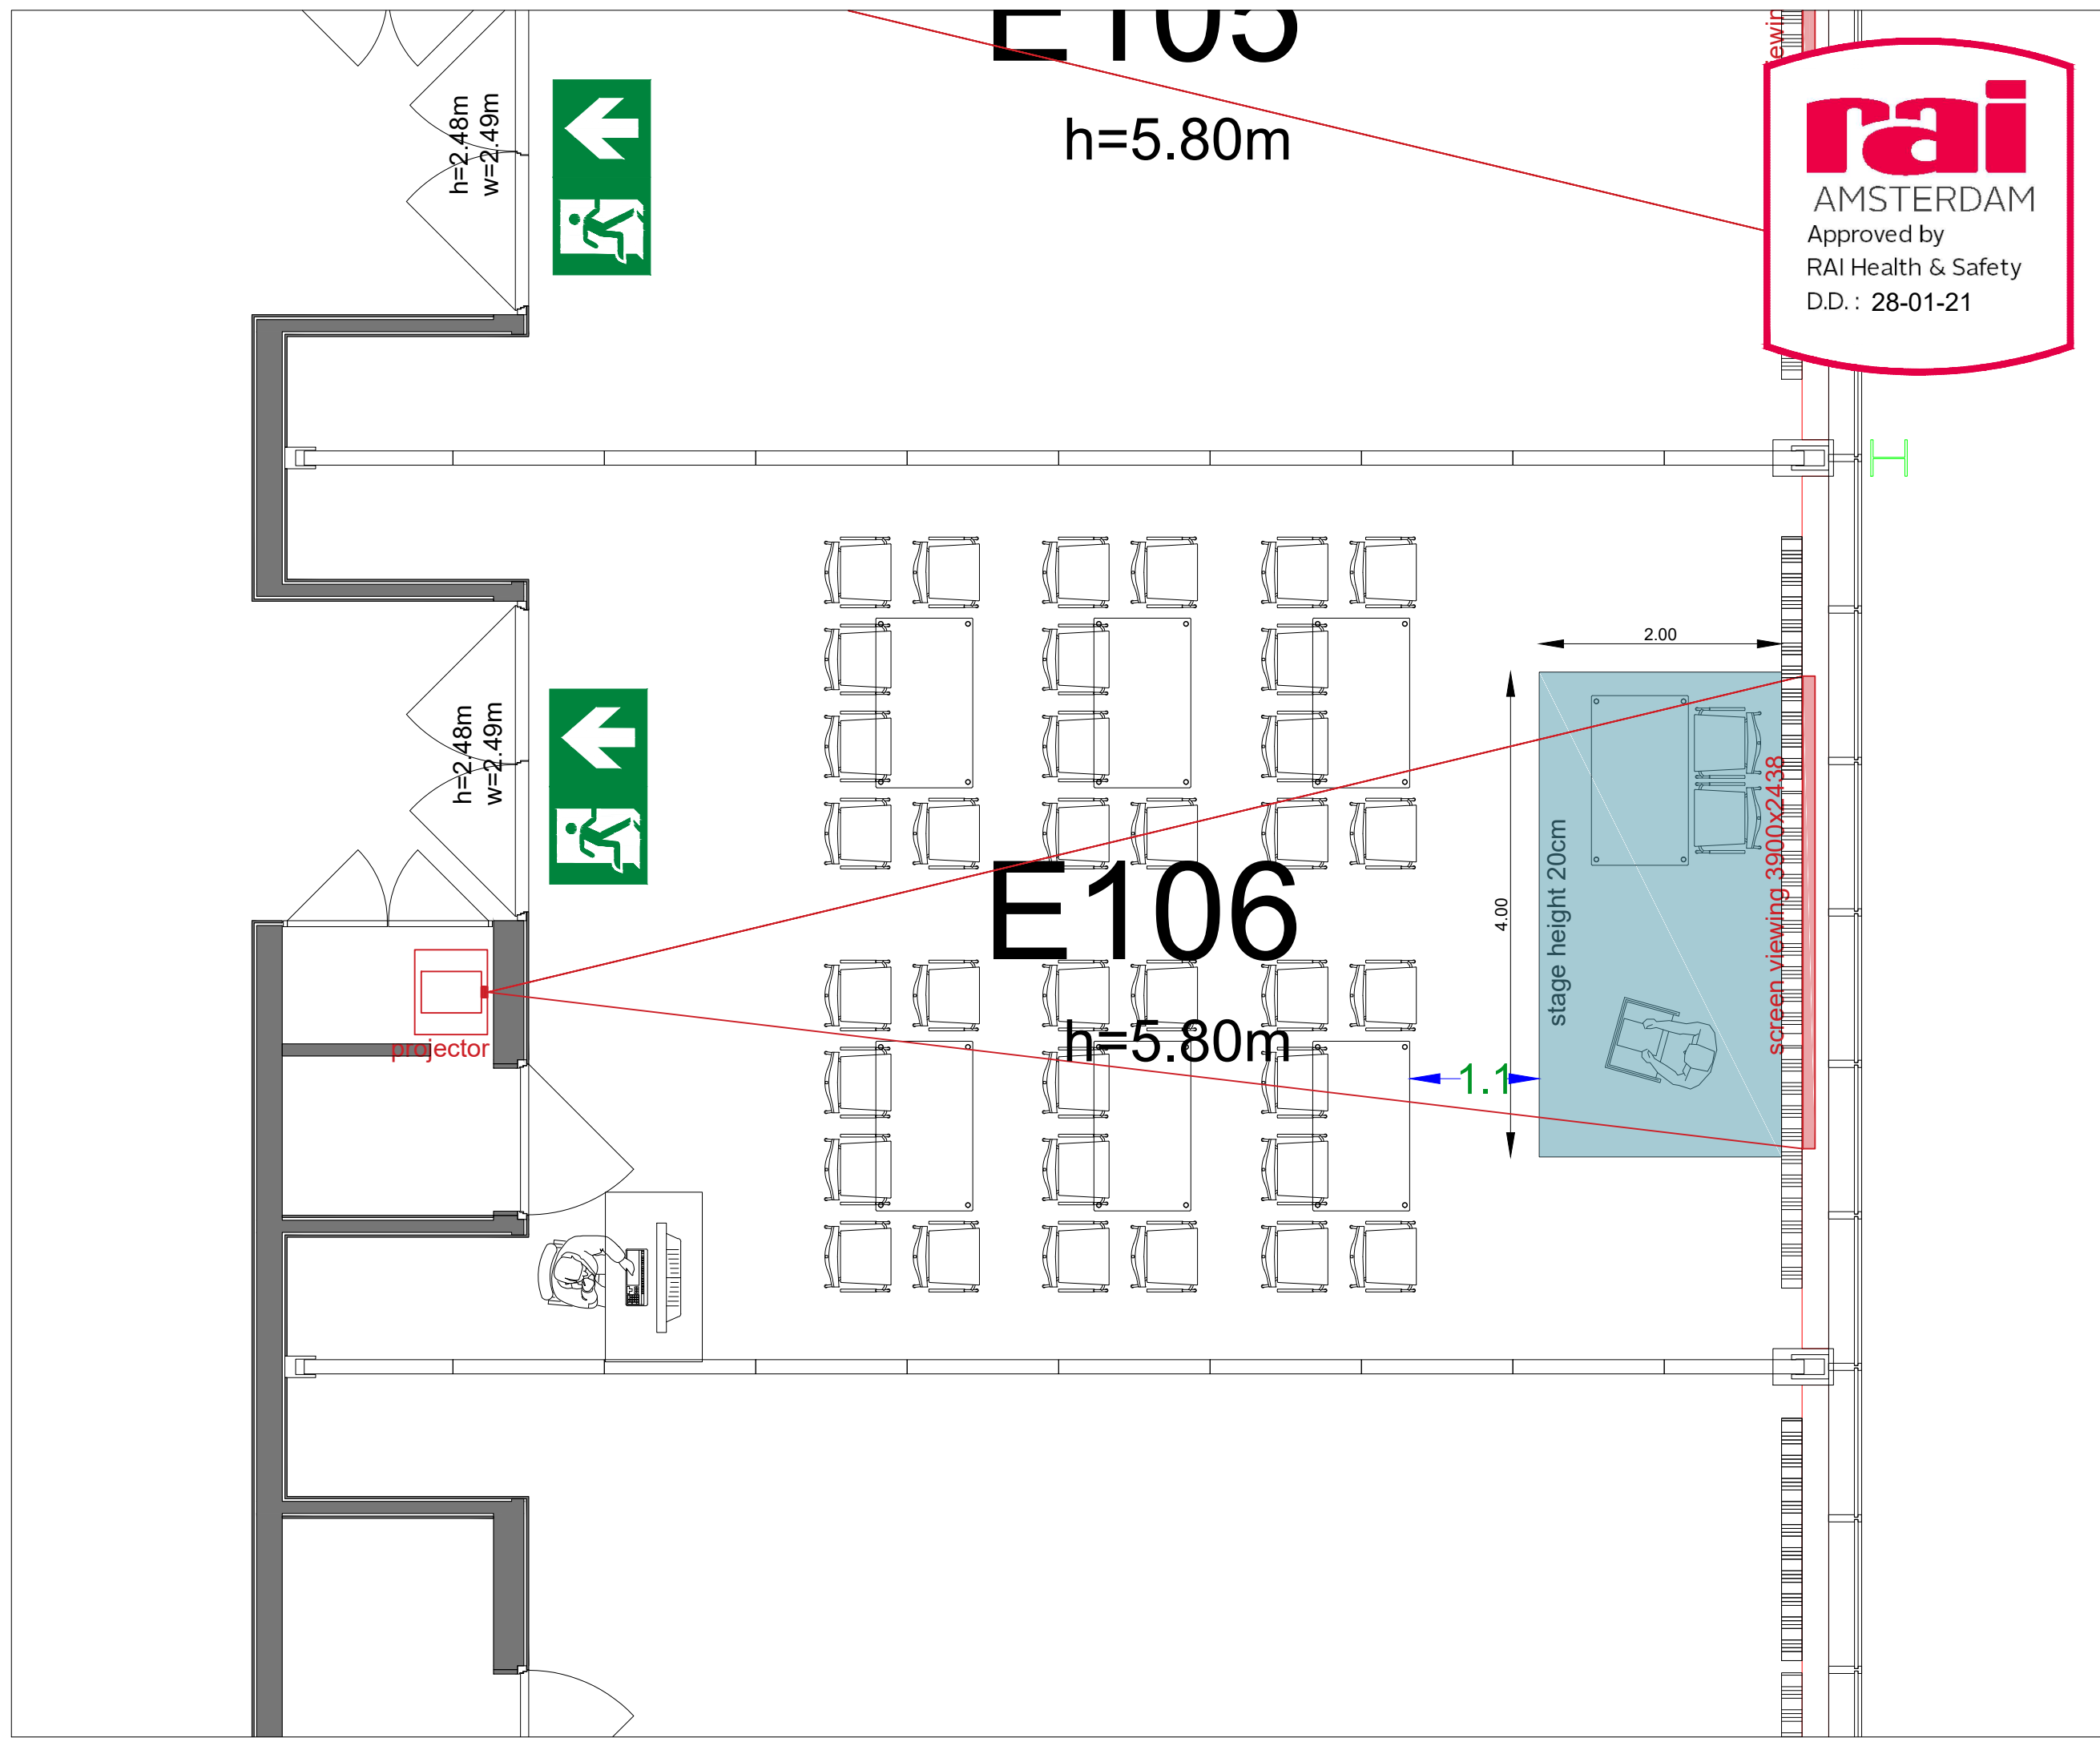 E105
h=5.80m
h=2.48m
w=2.49m
rai
AMSTERDAM
Approved by
RAI Health & Safety
D.D. : 28-01-21
2.00
h=2.48m
w=2.49m
4.00
stage height 20cm
screen viewing 3900x2438
E106
h=5.80m
projector
1.1